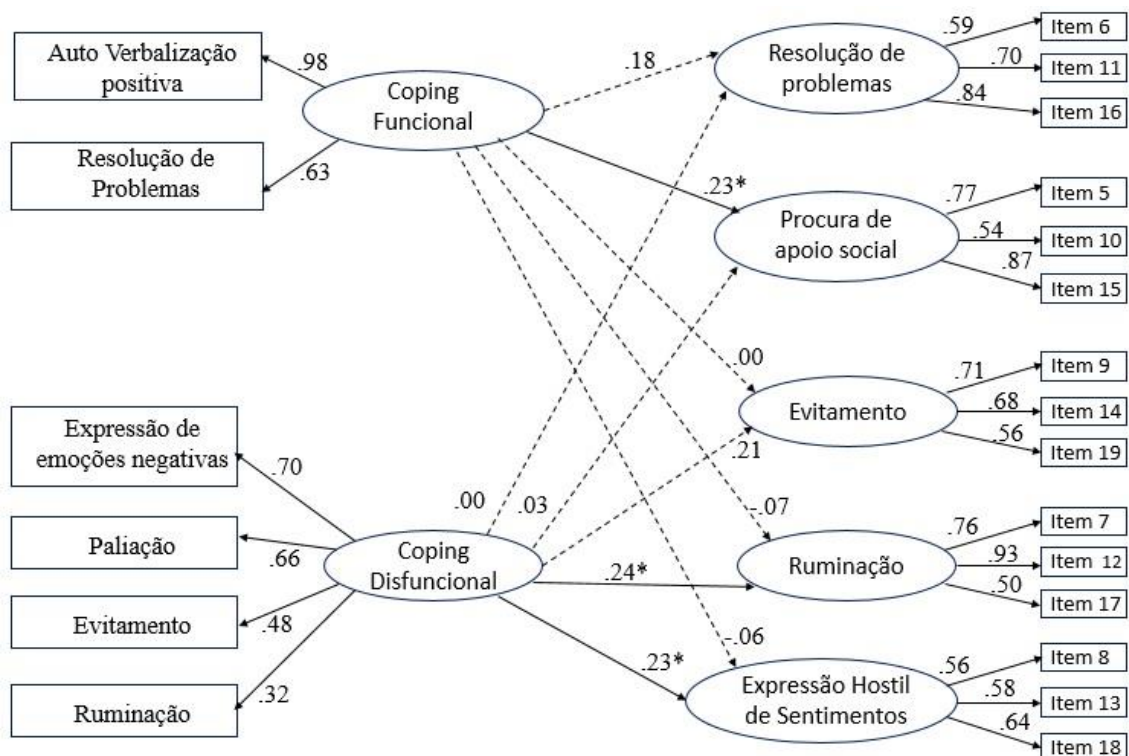 Auto Verbalização
positiva
.98
Resolução de
Problemas
.63
Coping
Funcional
.18
.23*
.00
-.07
-.06
Expressão de
emoções negativas
.70
Paliação
.66
Evitamento
.48
Ruminação
.32
Coping
Disfuncional
.00
.03
.21
.24*
.23*
Resolução de
problemas
.59
Item 6
.70
Item 11
.84
Item 16
Procura de
apoio social
.77
Item 5
.54
Item 10
.87
Item 15
Evitamento
.71
Item 9
.68
Item 14
.56
Item 19
Ruminação
.76
Item 7
.93
Item 12
.50
Item 17
Expressão Hostil
de Sentimentos
.56
Item 8
.58
Item 13
.64
Item 18